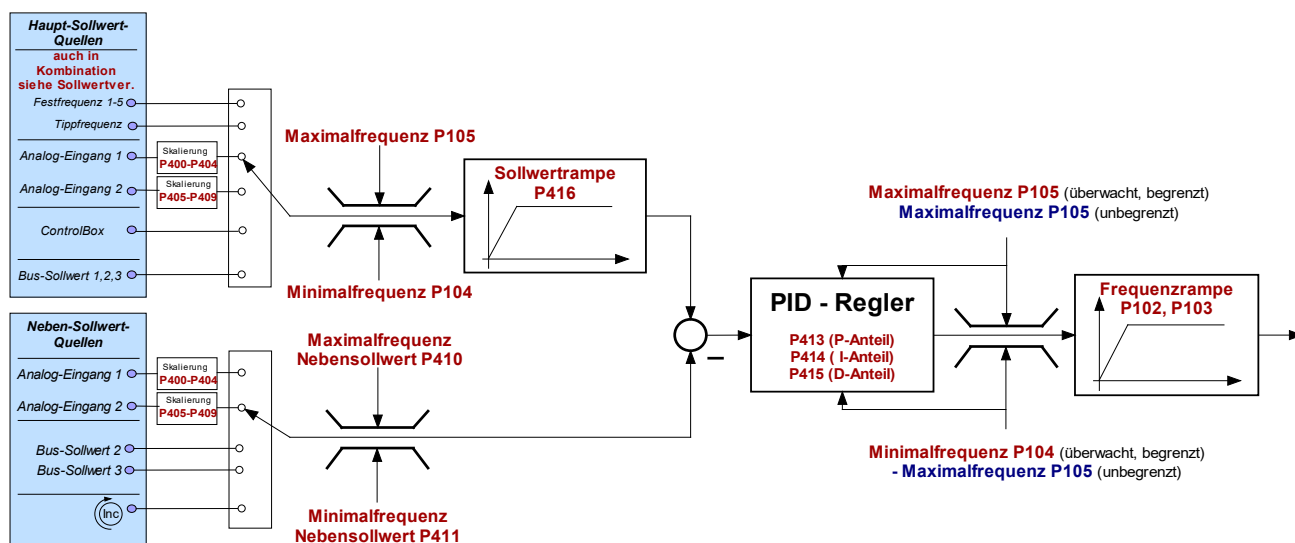 Haupt-Sollwert-
Quellen
auch in
Kombination
siehe Sollwertver.
Festfrequenz 1-5
Tippfrequenz
Analog-Eingang 1
Skalierung
P400-P404
Analog-Eingang 2
Skalierung
P405-P409
ControlBox
Bus-Sollwert 1,2,3
Maximalfrequenz P105
Minimalfrequenz P104
Sollwertrampe
P416
Neben-Sollwert-
Quellen
Analog-Eingang 1
Skalierung
P400-P404
Analog-Eingang 2
Skalierung
P405-P409
Bus-Sollwert 2
Bus-Sollwert 3
Inc
Maximalfrequenz
Nebensollwert P410
Minimalfrequenz
Nebensollwert P411
–
PID - Regler
P413 (P-Anteil)
P414 ( I-Anteil)
P415 (D-Anteil)
Maximalfrequenz P105 (überwacht, begrenzt)
Maximalfrequenz P105 (unbegrenzt)
Minimalfrequenz P104 (überwacht, begrenzt)
- Maximalfrequenz P105 (unbegrenzt)
Frequenzrampe
P102, P103